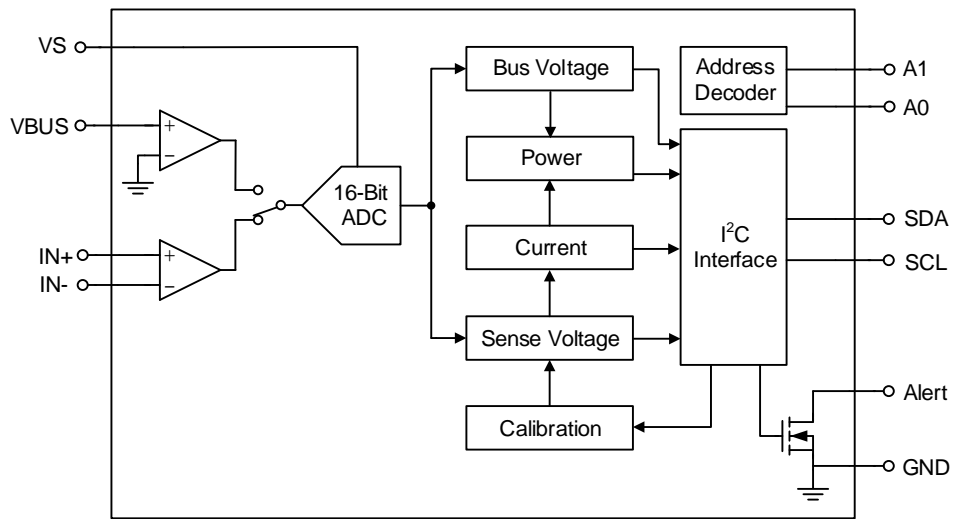 VS
VBUS
+
−
IN+
IN-
+
−
16-Bit
ADC
Bus Voltage
Power
Current
Sense Voltage
Calibration
Address
Decoder
I²C
Interface
A1
A0
SDA
SCL
Alert
GND